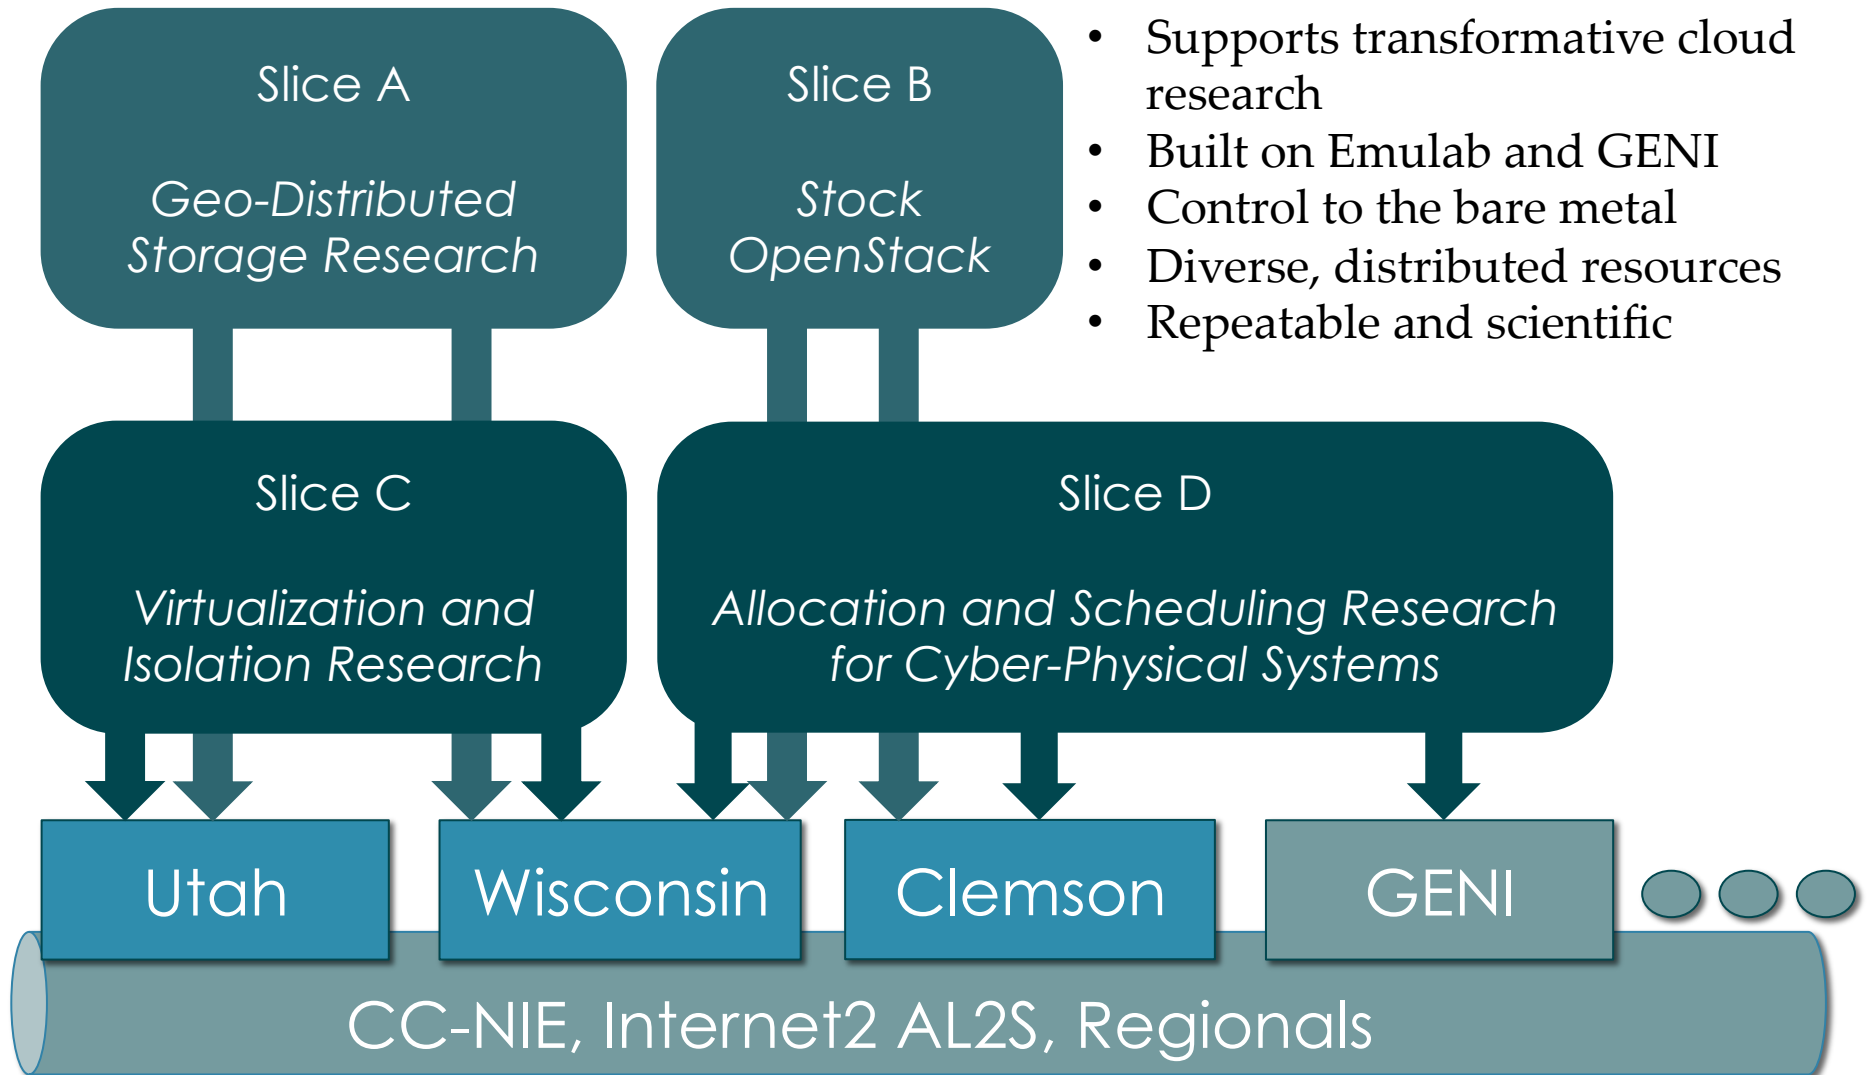 Slice A
Geo-Distributed
Storage Research
Slice B
Stock
OpenStack
• Supports transformative cloud
research
• Built on Emulab and GENI
• Control to the bare metal
• Diverse, distributed resources
• Repeatable and scientific
Slice C
Virtualization and
Isolation Research
Slice D
Allocation and Scheduling Research
for Cyber-Physical Systems
Utah
Wisconsin
Clemson
GENI
CC-NIE, Internet2 AL2S, Regionals